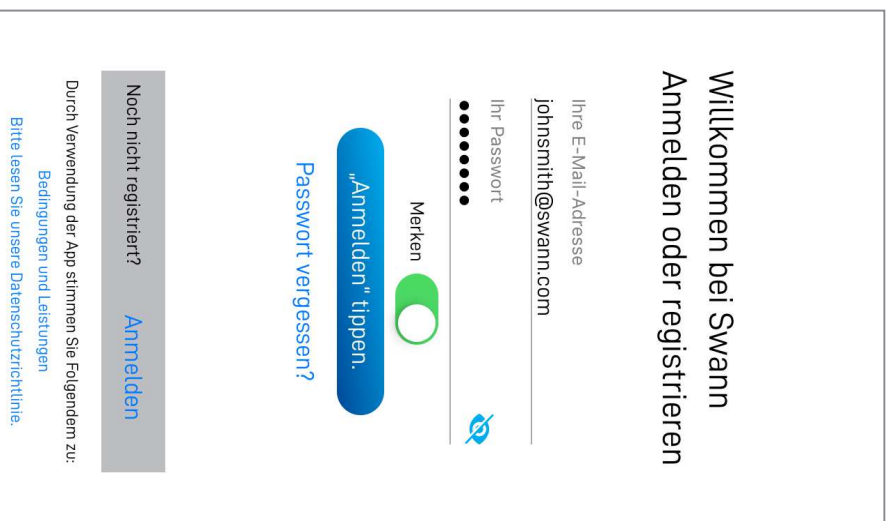 Willkommen bei Swann
Anmelden oder registrieren
Ihre E-Mail-Adresse
johnsmith@swann.com
Ihr Passwort
●●●●●●●●
Merken
„Anmelden" tippen.
Passwort vergessen?
Noch nicht registriert? Anmelden
Durch Verwendung der App stimmen Sie Folgendem zu:
Bedingungen und Leistungen
Bitte lesen Sie unsere Datenschutzrichtlinie.